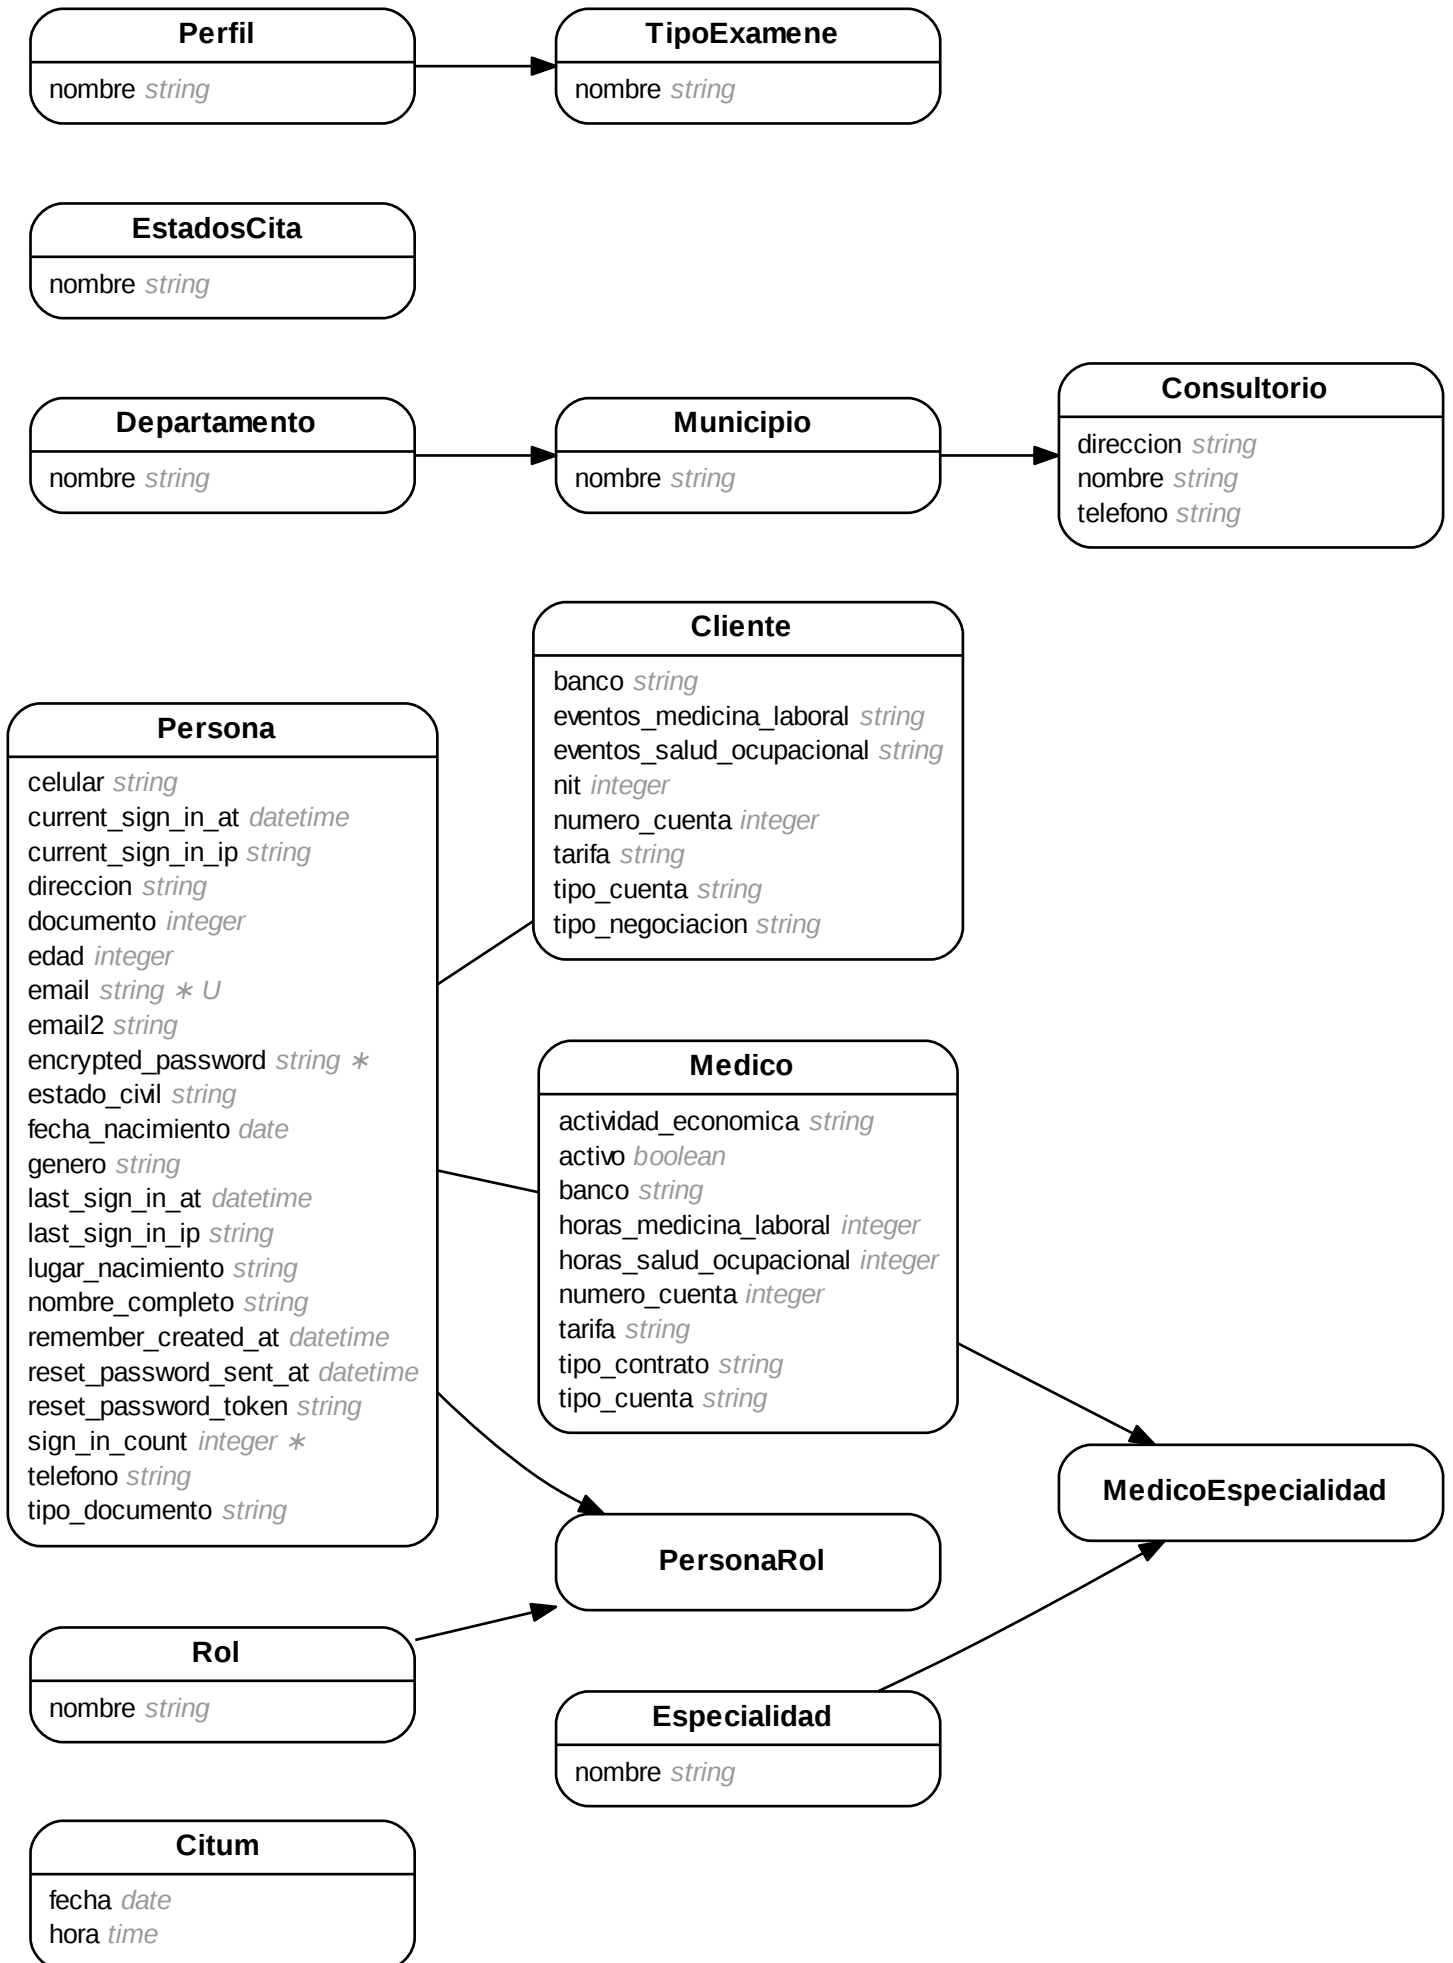 Perfil
nombre string
TipoExamene
nombre string
EstadosCita
nombre string
Departamento
nombre string
Municipio
nombre string
Consultorio
direccion string
nombre string
telefono string
Cliente
banco string
eventos_medicina_laboral string
eventos_salud_ocupacional string
nit integer
numero_cuenta integer
tarifa string
tipo_cuenta string
tipo_negociacion string
Persona
celular string
current_sign_in_at datetime
current_sign_in_ip string
direccion string
documento integer
edad integer
email string ∗ U
email2 string
encrypted_password string ∗
estado_civil string
fecha_nacimiento date
genero string
last_sign_in_at datetime
last_sign_in_ip string
lugar_nacimiento string
nombre_completo string
remember_created_at datetime
reset_password_sent_at datetime
reset_password_token string
sign_in_count integer ∗
telefono string
tipo_documento string
Medico
actividad_economica string
activo boolean
banco string
horas_medicina_laboral integer
horas_salud_ocupacional integer
numero_cuenta integer
tarifa string
tipo_contrato string
tipo_cuenta string
MedicoEspecialidad
PersonaRol
Rol
nombre string
Especialidad
nombre string
Citum
fecha date
hora time